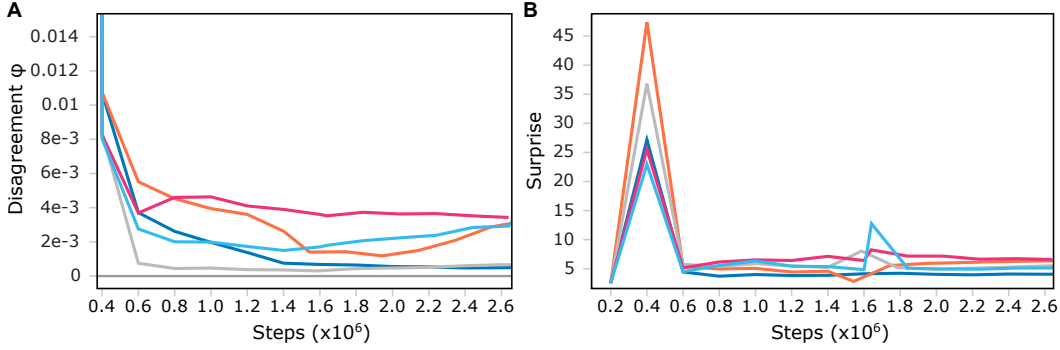 A
Disagreement φ
0.014
0.012
0.01
8e-3
6e-3
4e-3
2e-3
0
0.4 0.6 0.8 1.0 1.2 1.4 1.6 1.8 2.0 2.2 2.4 2.6
Steps (x10⁶)
B
Surprise
45
40
35
30
25
20
15
10
5
0.2 0.4 0.6 0.8 1.0 1.2 1.4 1.6 1.8 2.0 2.2 2.4 2.6
Steps (x10⁶)